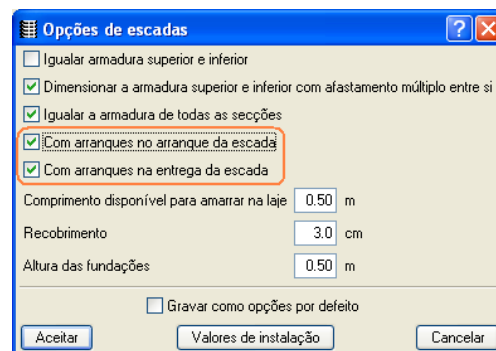 Opções de escadas
Igualar armadura superior e inferior
Dimensionar a armadura superior e inferior com afastamento múltiplo entre si
Igualar a armadura de todas as secções
Com arranques no arranque da escada
Com arranques na entrega da escada
Comprimento disponível para amarrar na laje 0.50 m
Recobrimento 3.0 cm
Altura das fundações 0.50 m
Gravar como opções por defeito
Aceitar Valores de instalação Cancelar